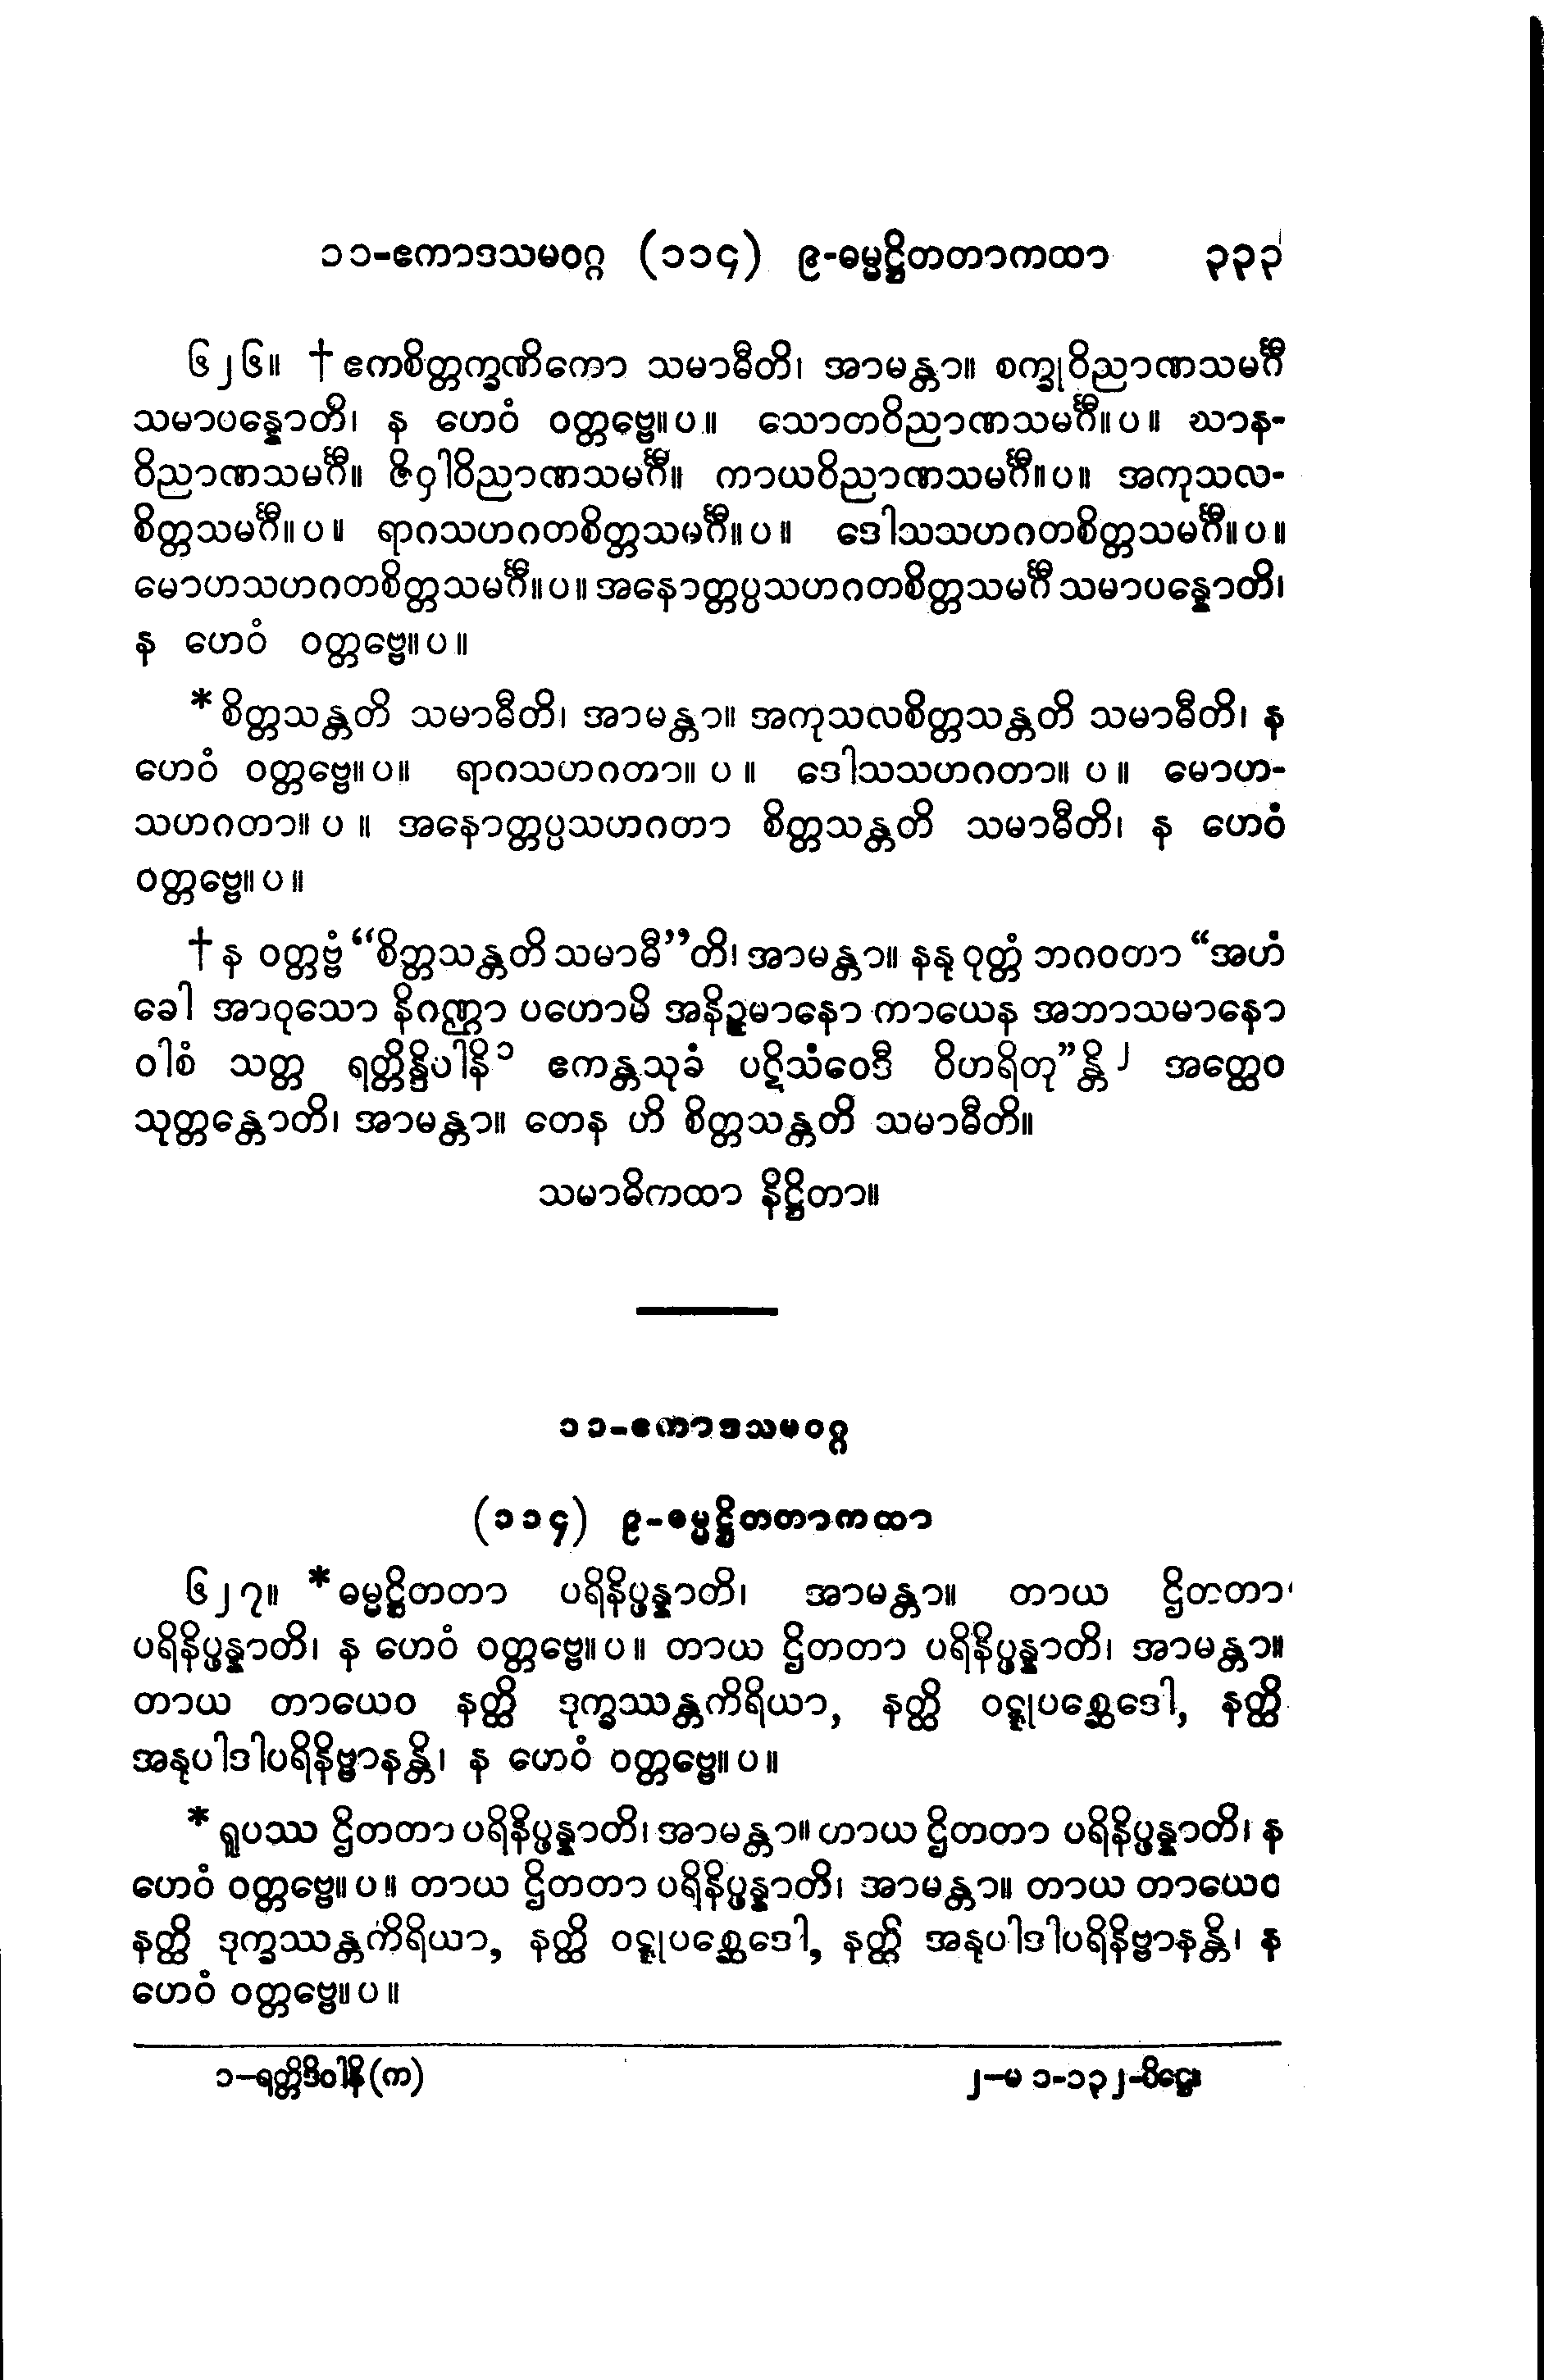 ၁၁-ဧကာဒသမဝဂ္ဂ (၁၁၄) ၉-ဓမ္မဋ္ဌိတတာကထာ ၃၃၃
၆၂၆။ †ဧကစိတ္တက္ခဏိကော သမာဓီတိ၊ အာမန္တာ။ စက္ခုဝိညာဏသမင်္ဂီ
သမာပန္နောတိ၊ န ဟေဝံ ဝတ္တဗ္ဗေ။ပ။ သောတဝိညာဏသမင်္ဂီ။ပ။ ဃာန-
ဝိညာဏသမင်္ဂီ။ ဇိဝှါဝိညာဏသမင်္ဂီ။ ကာယဝိညာဏသမင်္ဂီ။ပ။ အကုသလ-
စိတ္တသမင်္ဂီ။ပ။ ရာဂသဟဂတစိတ္တသမင်္ဂီ။ပ။ ဒေါသသဟဂတစိတ္တသမင်္ဂီ။ပ။
မောဟသဟဂတစိတ္တသမင်္ဂီ။ပ။ အနောတ္တပ္ပသဟဂတစိတ္တသမင်္ဂီ သမာပန္နောတိ၊
န ဟေဝံ ဝတ္တဗ္ဗေ။ပ။
*စိတ္တသန္တတိ သမာဓီတိ၊ အာမန္တာ။ အကုသလစိတ္တသန္တတိ သမာဓီတိ၊ န
ဟေဝံ ဝတ္တဗ္ဗေ။ပ။ ရာဂသဟဂတာ။ ပ ။ ဒေါသသဟဂတာ။ ပ ။ မောဟ-
သဟဂတာ။ ပ ။ အနောတ္တပ္ပသဟဂတာ စိတ္တသန္တတိ သမာဓီတိ၊ န ဟေဝံ
ဝတ္တဗ္ဗေ။ပ။
†န ဝတ္တဗ္ဗံ “စိတ္တသန္တတိ သမာဓီ”တိ၊ အာမန္တာ။ နနု ဝုတ္တံ ဘဂဝတာ “အဟံ
ခေါ အာဝုသော နိဂဏ္ဌာ ပဟောမိ အနိဉ္ဇမာနော ကာယေန အဘာသမာနော
ဝါစံ သတ္တ ရတ္တိန္ဒိပါနိ၁ ဧကန္တသုခံ ပဋိသံဝေဒီ ဝိဟရိတု”န္တိ၂ အတ္ထေဝ
သုတ္တန္တောတိ၊ အာမန္တာ။ တေန ဟိ စိတ္တသန္တတိ သမာဓီတိ။
သမာဓိကထာ နိဋ္ဌိတာ။
၁၁-ဧကာဒသမဝဂ္ဂ
(၁၁၄) ၉-ဓမ္မဋ္ဌိတတာကထာ
၆၂၇။ *ဓမ္မဋ္ဌိတတာ ပရိနိပ္ဖန္နာတိ၊ အာမန္တာ။ တာယ ဌိတတာ
ပရိနိပ္ဖန္နာတိ၊ န ဟေဝံ ဝတ္တဗ္ဗေ။ပ။ တာယ ဌိတတာ ပရိနိပ္ဖန္နာတိ၊ အာမန္တာ။
တာယ တာယေဝ နတ္ထိ ဒုက္ခဿန္တကိရိယာ, နတ္ထိ ဝဋ္ဋုပစ္ဆေဒေါ, နတ္ထိ
အနုပါဒါပရိနိဗ္ဗာနန္တိ၊ န ဟေဝံ ဝတ္တဗ္ဗေ။ပ။
*ရူပဿ ဌိတတာ ပရိနိပ္ဖန္နာတိ၊ အာမန္တာ။ တာယ ဌိတတာ ပရိနိပ္ဖန္နာတိ၊ န
ဟေဝံ ဝတ္တဗ္ဗေ။ပ။ တာယ ဌိတတာ ပရိနိပ္ဖန္နာတိ၊ အာမန္တာ။ တာယ တာယေဝ
နတ္ထိ ဒုက္ခဿန္တကိရိယာ, နတ္ထိ ဝဋ္ဋုပစ္ဆေဒေါ, နတ္ထိ အနုပါဒါပရိနိဗ္ဗာနန္တိ၊ န
ဟေဝံ ဝတ္တဗ္ဗေ။ပ။
၁–ရတ္တိဒိဝါနိ (က) ၂–မ ၁-၁၃၂-ပိဋ္ဌေ။